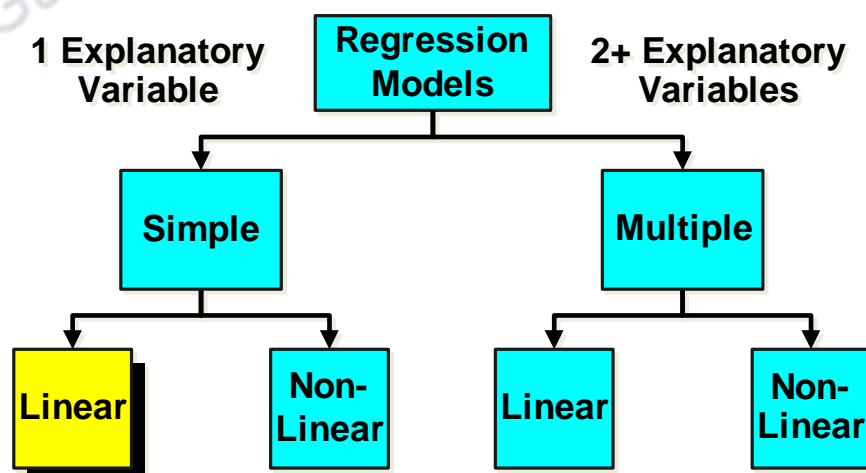 1 Explanatory
Variable
Regression
Models
2+ Explanatory
Variables
Simple
Multiple
Linear
Non-
Linear
Linear
Non-
Linear